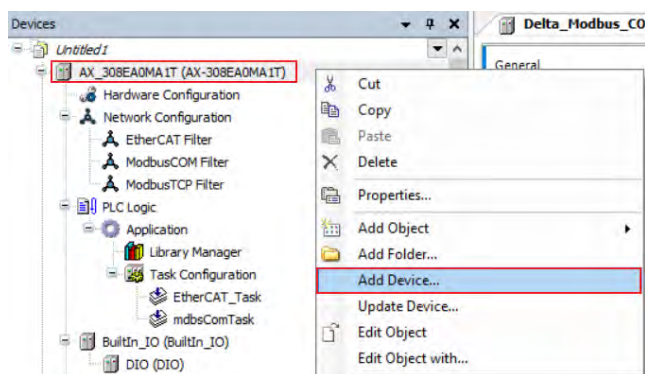 Devices
Untitled1
AX_308EA0MA1T (AX-308EA0MA1T)
Hardware Configuration
Network Configuration
EtherCAT Filter
ModbusCOM Filter
ModbusTCP Filter
PLC Logic
Application
Library Manager
Task Configuration
EtherCAT_Task
mdbsComTask
BuiltIn_IO (BuiltIn_IO)
DIO (DIO)
Delta_Modbus_CO
General
Cut
Copy
Paste
Delete
Properties...
Add Object
Add Folder...
Add Device...
Update Device...
Edit Object
Edit Object with...